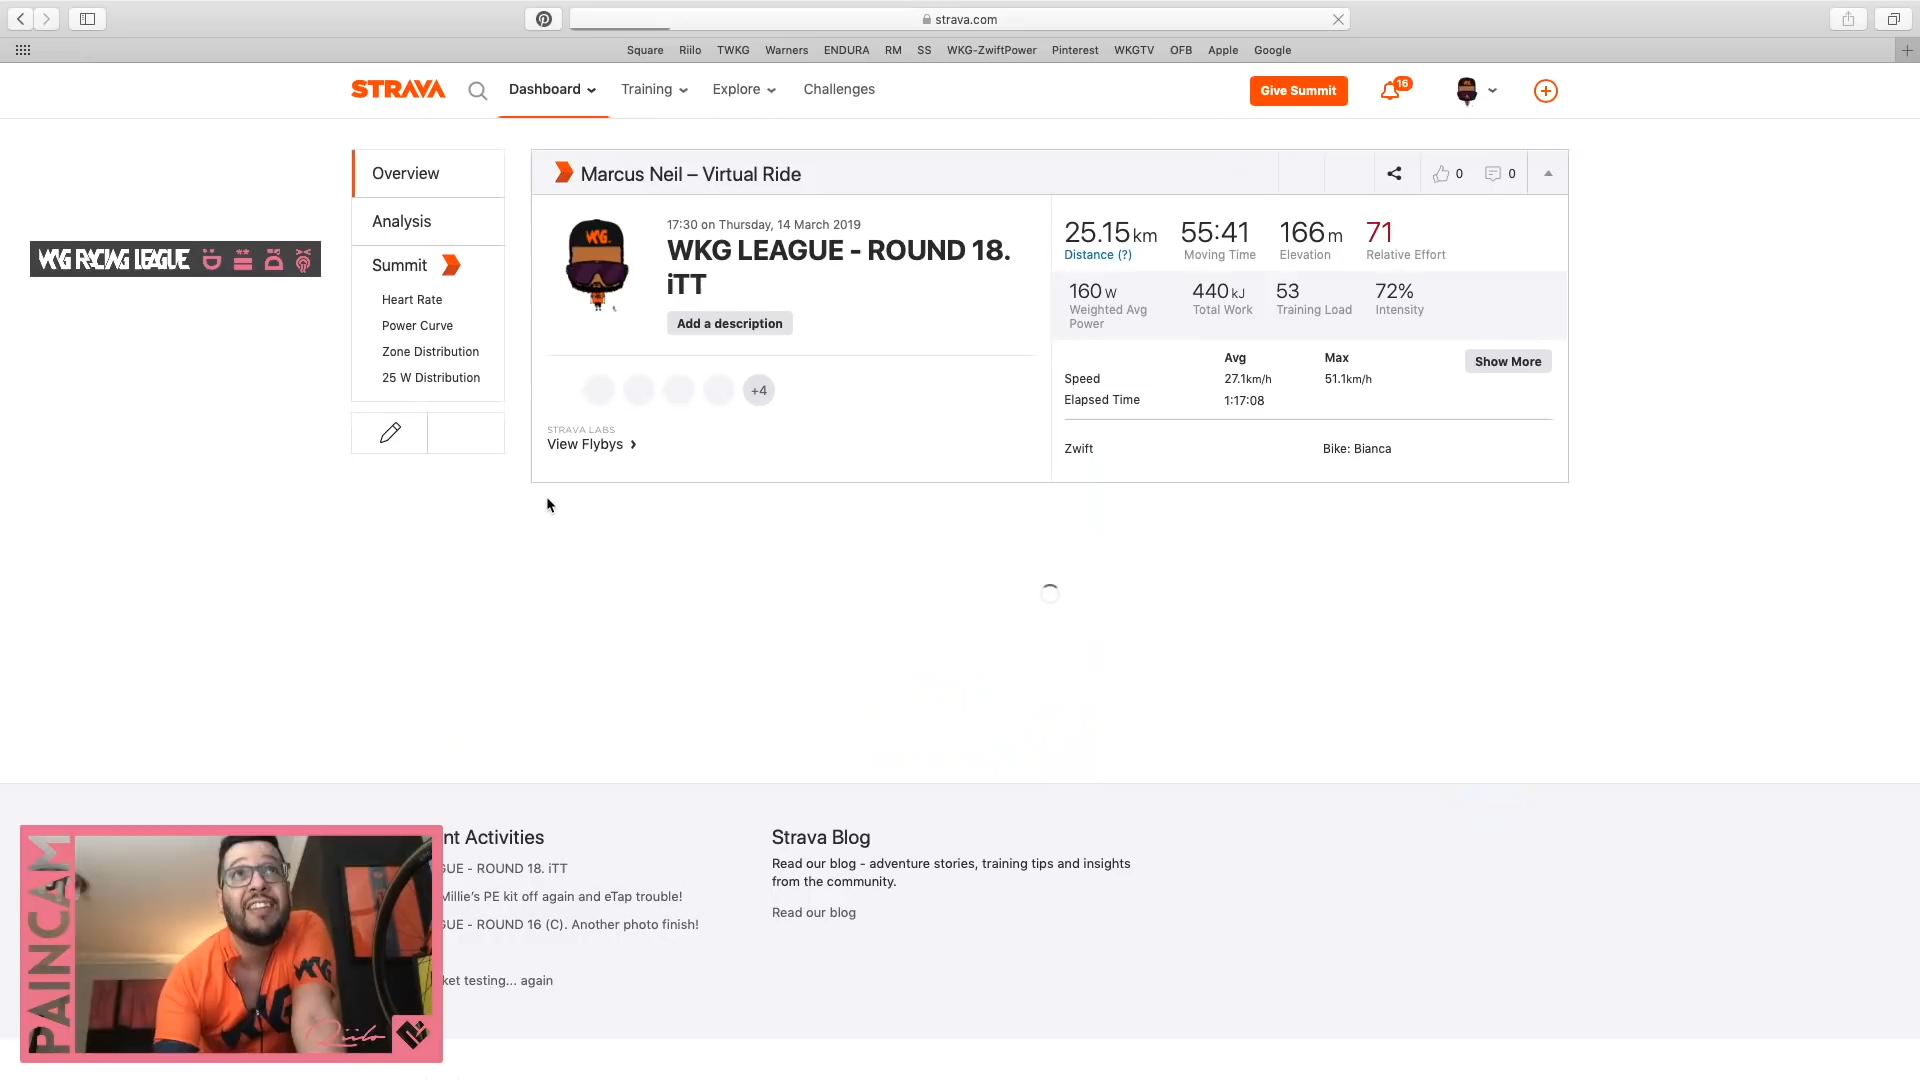 strava.com
Square Riilo TWKG Warners ENDURA RM SS WKG-ZwiftPower Pinterest WKGTV OFB Apple Google
STRAVA Dashboard Training Explore Challenges Give Summit 16
Overview
Analysis
Summit
Heart Rate
Power Curve
Zone Distribution
25 W Distribution
WKG RACING LEAGUE
Marcus Neil – Virtual Ride 0 0
17:30 on Thursday, 14 March 2019
WKG LEAGUE - ROUND 18.
iTT
Add a description
+4
STRAVA LABS
View Flybys
25.15km 55:41 166m 71
Distance (?) Moving Time Elevation Relative Effort
160W 440kJ 53 72%
Weighted Avg Total Work Training Load Intensity
Power
Avg Max Show More
Speed 27.1km/h 51.1km/h
Elapsed Time 1:17:08
Zwift Bike: Bianca
WKG.
nt Activities
GUE - ROUND 18. iTT
Millie's PE kit off again and eTap trouble!
GUE - ROUND 16 (C). Another photo finish!
ket testing... again
Strava Blog
Read our blog - adventure stories, training tips and insights
from the community.
Read our blog
PAINCAM
WKG
Riilo